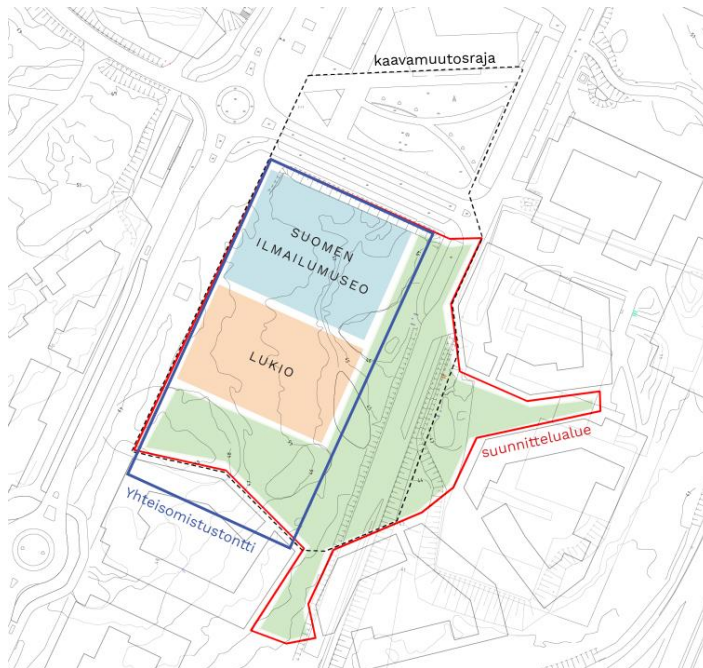 kaavamuutosraja
SUOMEN
ILMAILUMUSEO
LUKIO
suunnittelualue
Yhteisomistustontti